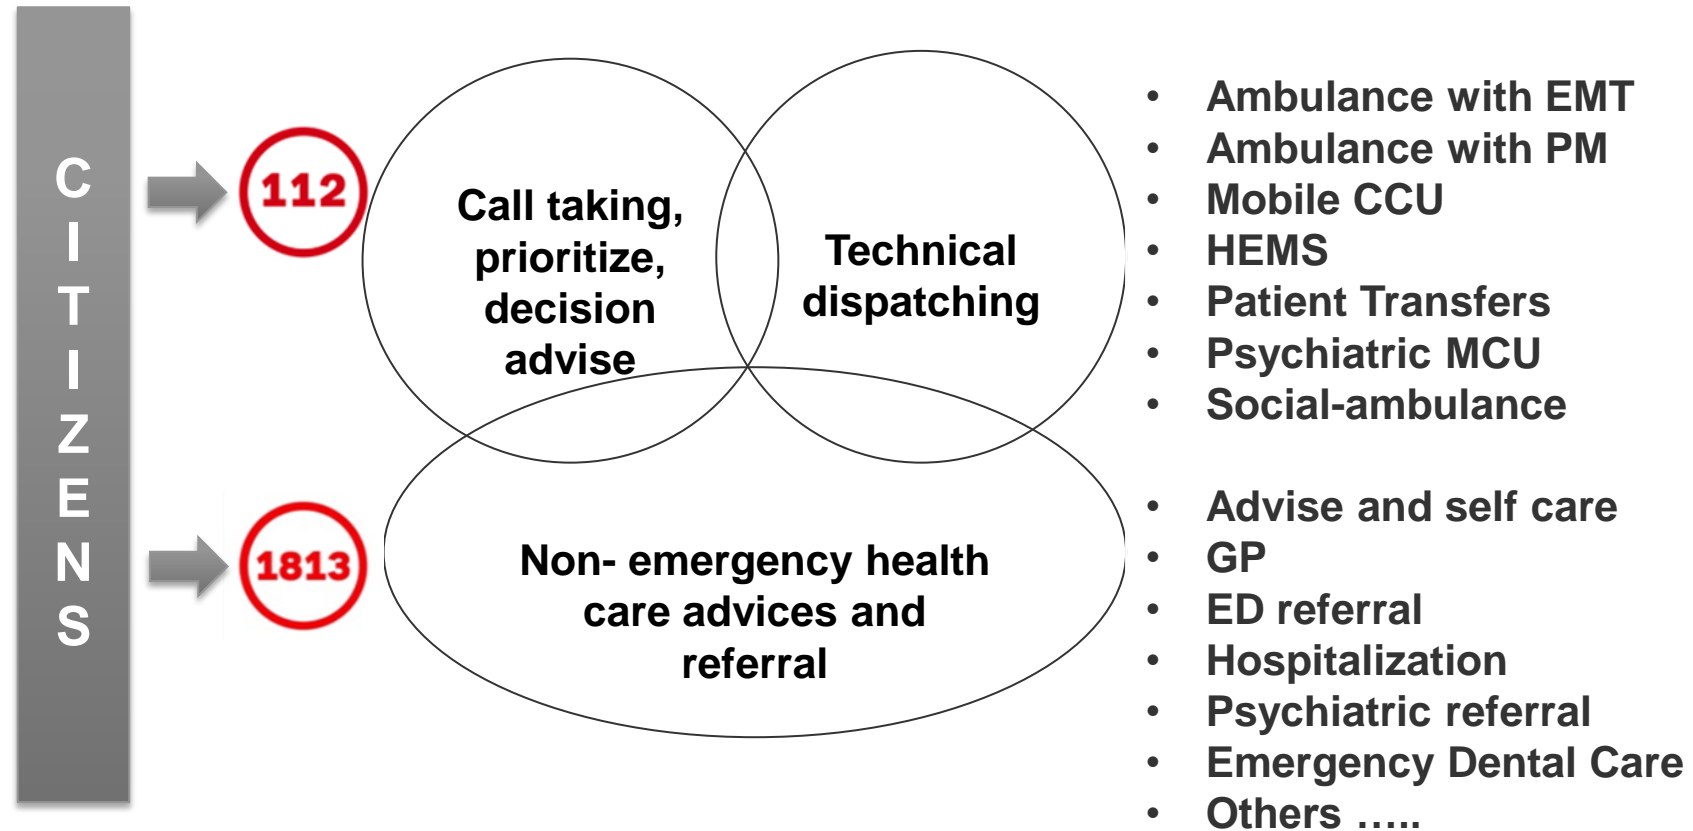 CITIZENS
112
Call taking,
prioritize,
decision
advise
Technical
dispatching
• Ambulance with EMT
• Ambulance with PM
• Mobile CCU
• HEMS
• Patient Transfers
• Psychiatric MCU
• Social-ambulance
1813
Non- emergency health
care advices and
referral
• Advise and self care
• GP
• ED referral
• Hospitalization
• Psychiatric referral
• Emergency Dental Care
• Others …..